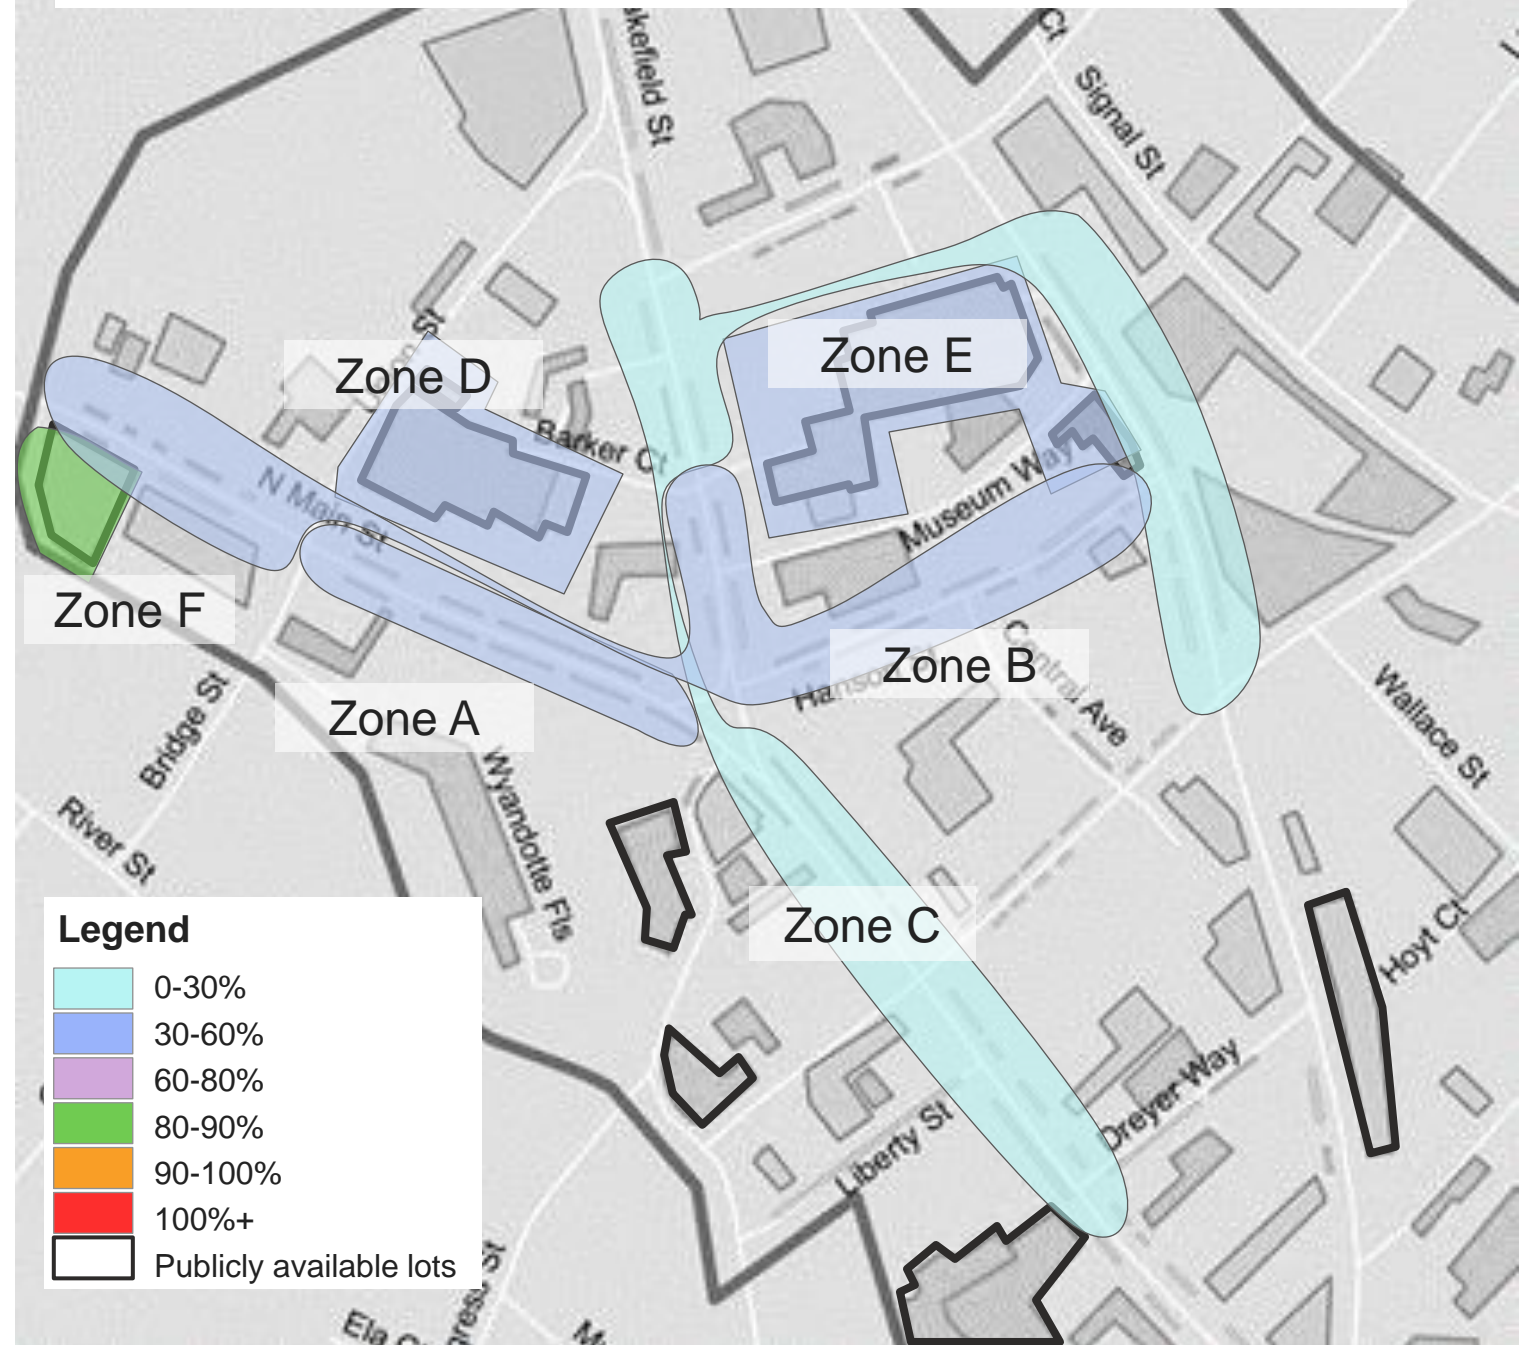 Ct
Signal St
Zone E
Zone D
Barker Ct
N Main St
Museum Way
Zone F
Zone B
Central Ave
Zone A
Bridge St
Wallace St
Wyandotte Fls
River St
Zone C
Hoyt Ct
Dreyer Way
Liberty St
Legend
0-30%
30-60%
60-80%
80-90%
90-100%
100%+
Publicly available lots
Ela